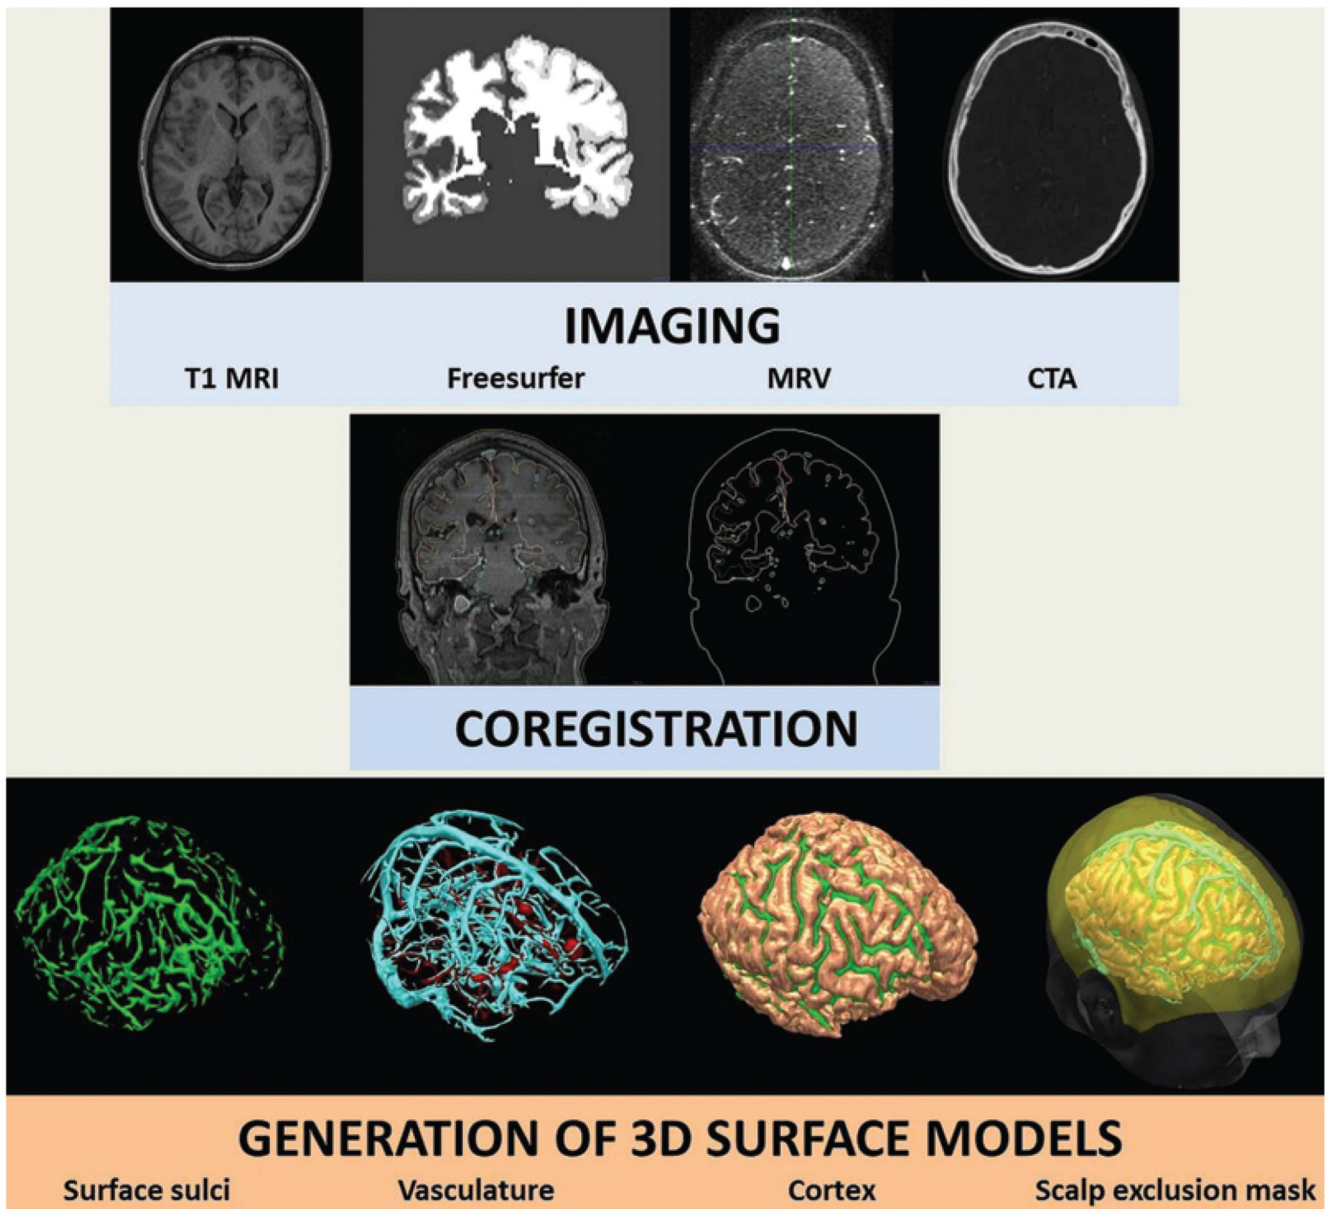 IMAGING
T1 MRI Freesurfer MRV CTA
COREGISTRATION
GENERATION OF 3D SURFACE MODELS
Surface sulci Vasculature Cortex Scalp exclusion mask